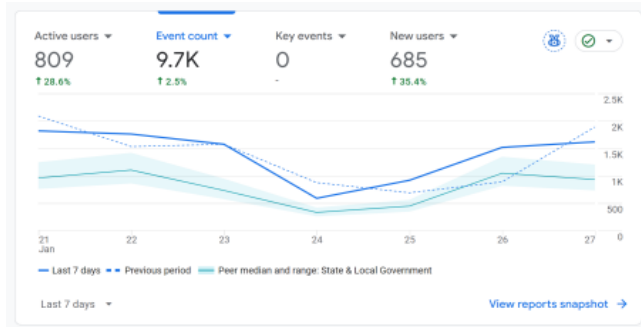 Active users Event count Key events New users
809 9.7K 0 685
28.6% 2.5% - 35.4%
2.5K
2K
1.5K
1K
500
0
21 22 23 24 25 26 27
Jan
Last 7 days Previous period Peer median and range: State & Local Government
Last 7 days View reports snapshot